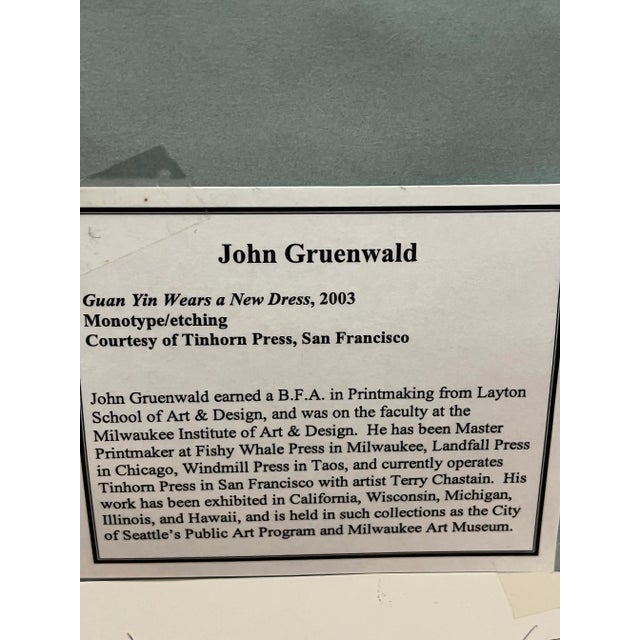 John Gruenwald
Guan Yin Wears a New Dress, 2003
Monotype/etching
Courtesy of Tinhorn Press, San Francisco
John Gruenwald earned a B.F.A. in Printmaking from Layton
School of Art & Design, and was on the faculty at the
Milwaukee Institute of Art & Design. He has been Master
Printmaker at Fishy Whale Press in Milwaukee, Landfall Press
in Chicago, Windmill Press in Taos, and currently operates
Tinhorn Press in San Francisco with artist Terry Chastain. His
work has been exhibited in California, Wisconsin, Michigan,
Illinois, and Hawaii, and is held in such collections as the City
of Seattle's Public Art Program and Milwaukee Art Museum.